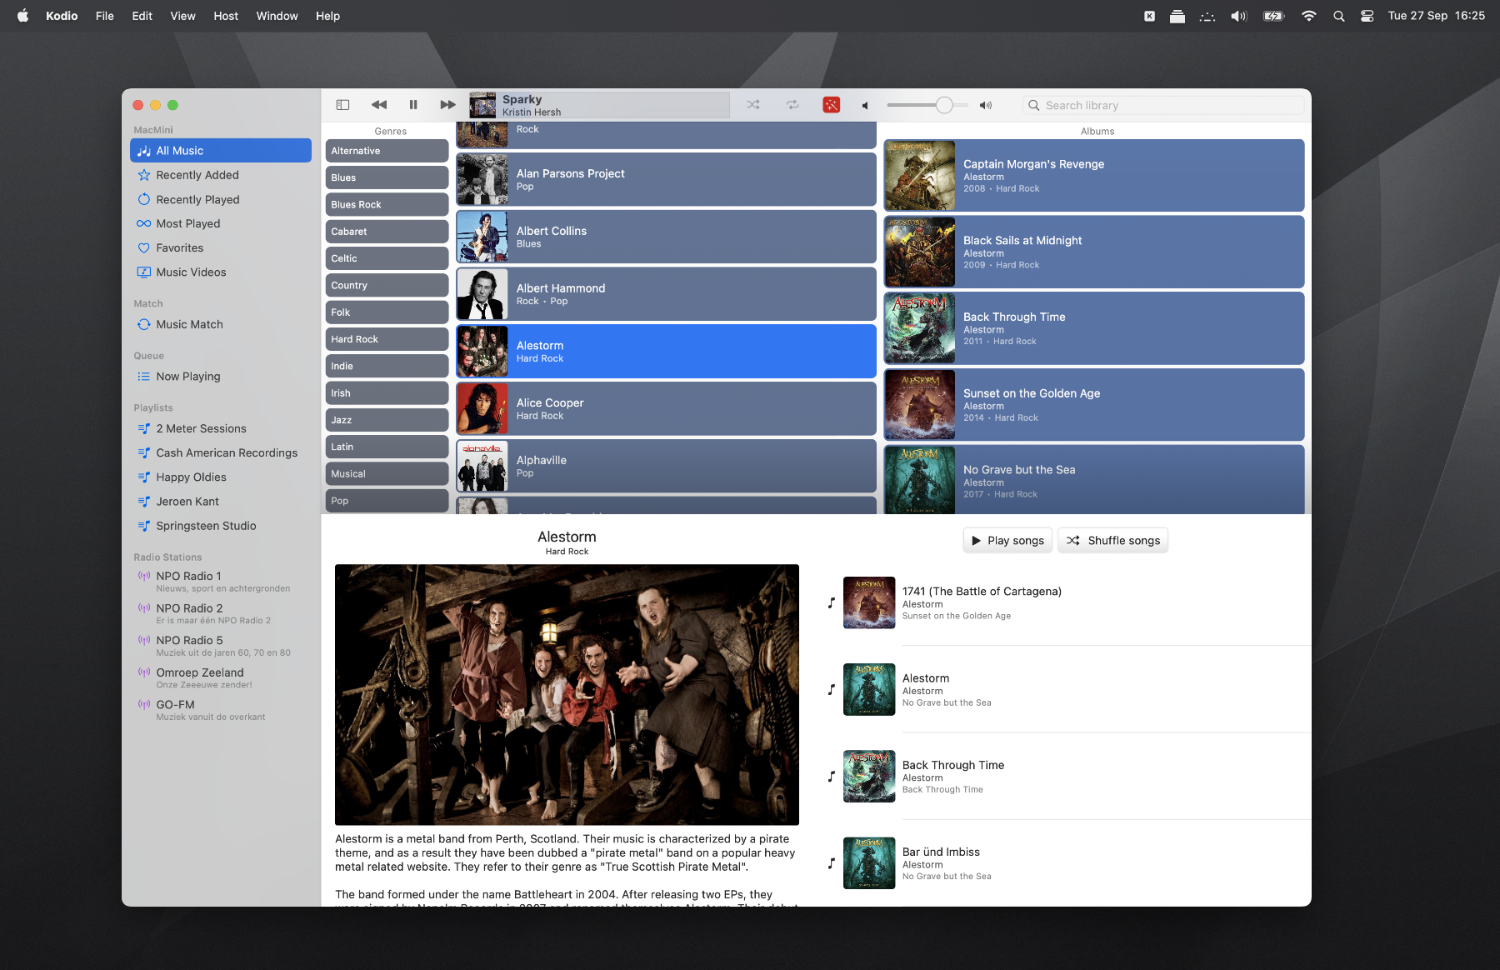 Kodio File Edit View Host Window Help
Tue 27 Sep 16:25
MacMini
All Music
Recently Added
Recently Played
Most Played
Favorites
Music Videos
Match
Music Match
Queue
Now Playing
Playlists
2 Meter Sessions
Cash American Recordings
Happy Oldies
Jeroen Kant
Springsteen Studio
Radio Stations
NPO Radio 1
Nieuws, sport en achtergronden
NPO Radio 2
Er is maar één NPO Radio 2
NPO Radio 5
Muziek uit de jaren 60, 70 en 80
Omroep Zeeland
Onze Zeeeuwe zender!
GO-FM
Muziek vanuit de overkant
Sparky
Kristin Hersh
Search library
Genres
Alternative
Blues
Blues Rock
Cabaret
Celtic
Country
Folk
Hard Rock
Indie
Irish
Jazz
Latin
Musical
Pop
Rock
Alan Parsons Project
Pop
Albert Collins
Blues
Albert Hammond
Rock • Pop
Alestorm
Hard Rock
Alice Cooper
Hard Rock
alphaville
Alphaville
Pop
Albums
Captain Morgan's Revenge
Alestorm
2008 • Hard Rock
Black Sails at Midnight
Alestorm
2009 • Hard Rock
ALESTORM
Back Through Time
Alestorm
2011 • Hard Rock
ALESTORM
Sunset on the Golden Age
Alestorm
2014 • Hard Rock
ALESTORM
No Grave but the Sea
Alestorm
2017 • Hard Rock
Alestorm
Hard Rock
Alestorm is a metal band from Perth, Scotland. Their music is characterized by a pirate
theme, and as a result they have been dubbed a "pirate metal" band on a popular heavy
metal related website. They refer to their genre as "True Scottish Pirate Metal".
The band formed under the name Battleheart in 2004. After releasing two EPs, they
Play songs
Shuffle songs
1741 (The Battle of Cartagena)
Alestorm
Sunset on the Golden Age
Alestorm
Alestorm
No Grave but the Sea
Back Through Time
Alestorm
Back Through Time
Bar ünd Imbiss
Alestorm
No Grave but the Sea